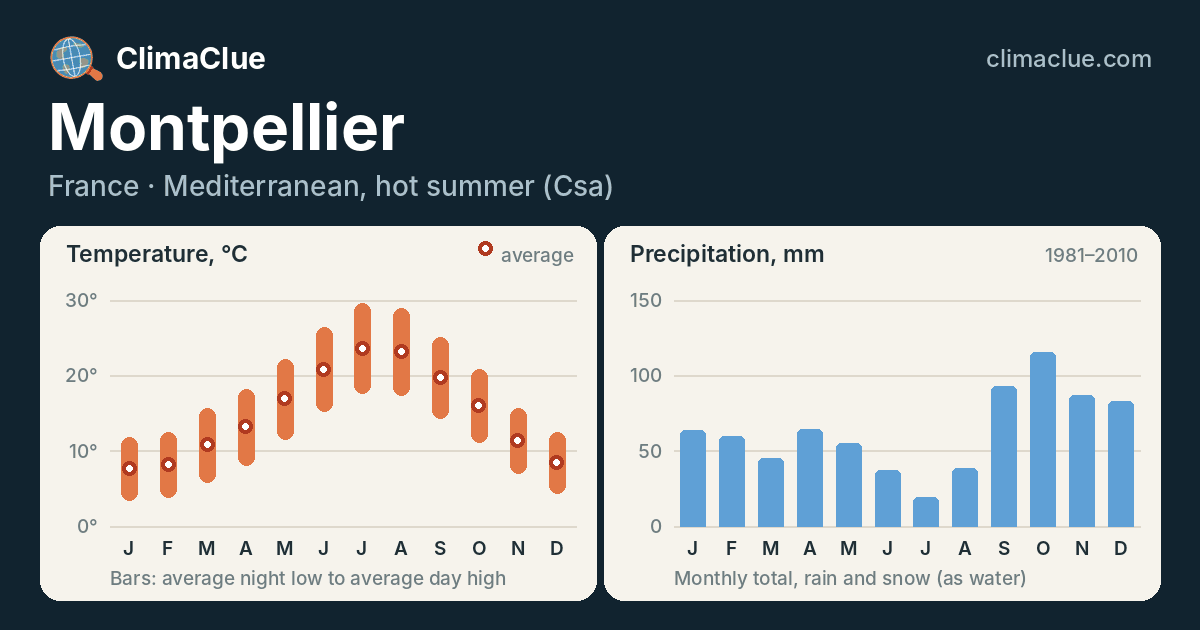 ClimaClue
climaclue.com
Montpellier
France · Mediterranean, hot summer (Csa)
Temperature, °C
average
30°
20°
10°
0°
J F M A M J J A S O N D
Bars: average night low to average day high
Precipitation, mm
1981–2010
150
100
50
0
J F M A M J J A S O N D
Monthly total, rain and snow (as water)